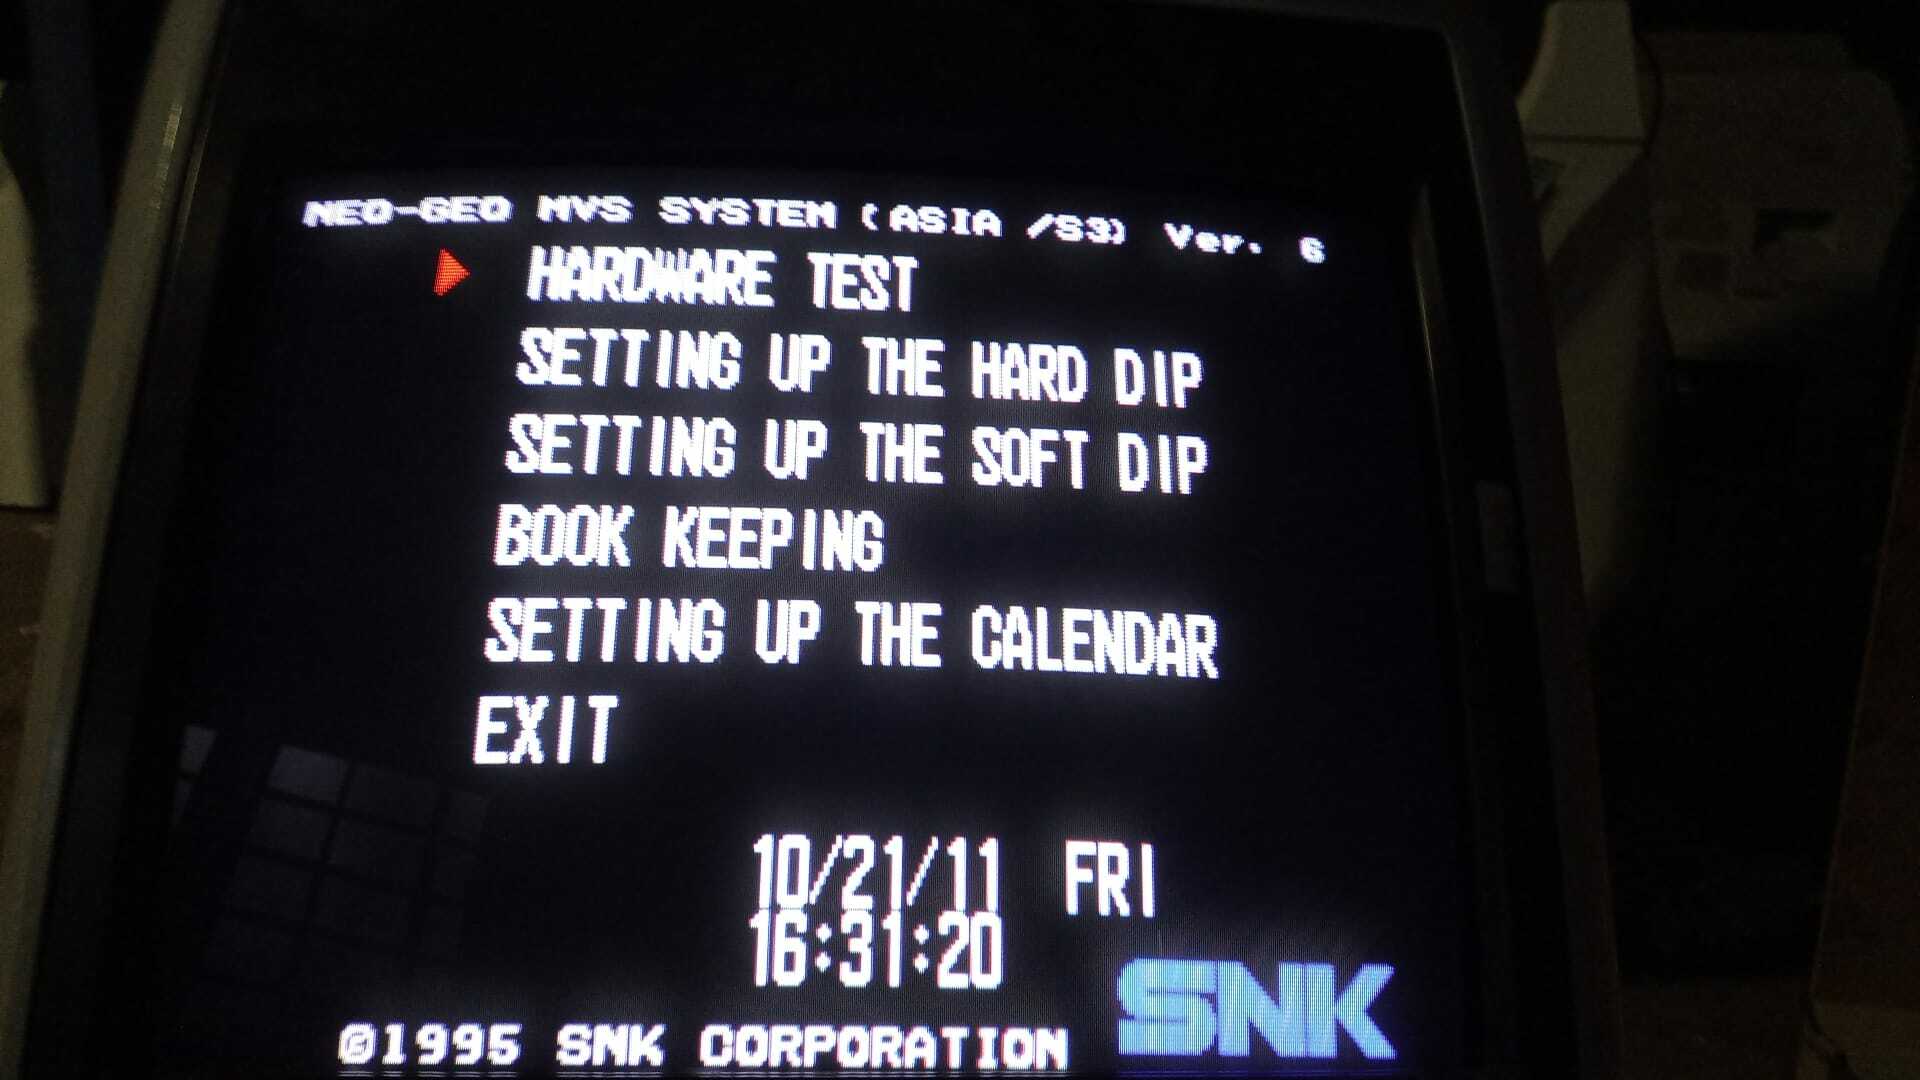 NEO-GEO MVS SYSTEM (ASIA /S3) Ver. 6
HARDWARE TEST
SETTING UP THE HARD DIP
SETTING UP THE SOFT DIP
BOOK KEEPING
SETTING UP THE CALENDAR
EXIT
10/21/11 FRI
16:31:20
SNK
©1995 SNK CORPORATION